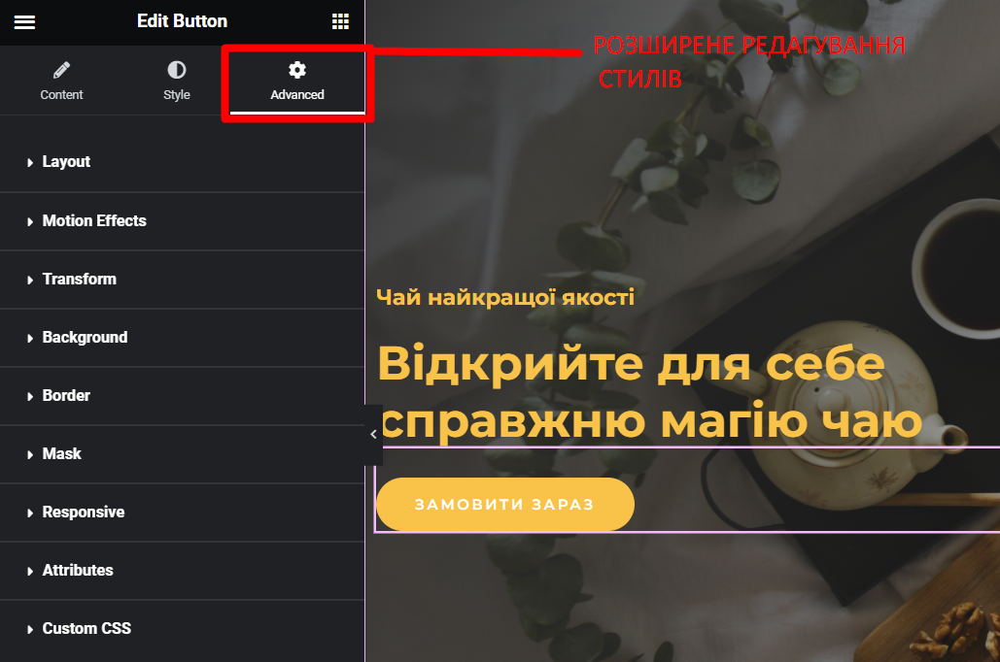 Edit Button
Content
Style
Advanced
Layout
Motion Effects
Transform
Background
Border
Mask
Responsive
Attributes
Custom CSS
РОЗШИРЕНЕ РЕДАГУВАННЯ
СТИЛІВ
Чай найкращої якості
Відкрийте для себе
справжню магію чаю
ЗАМОВИТИ ЗАРАЗ